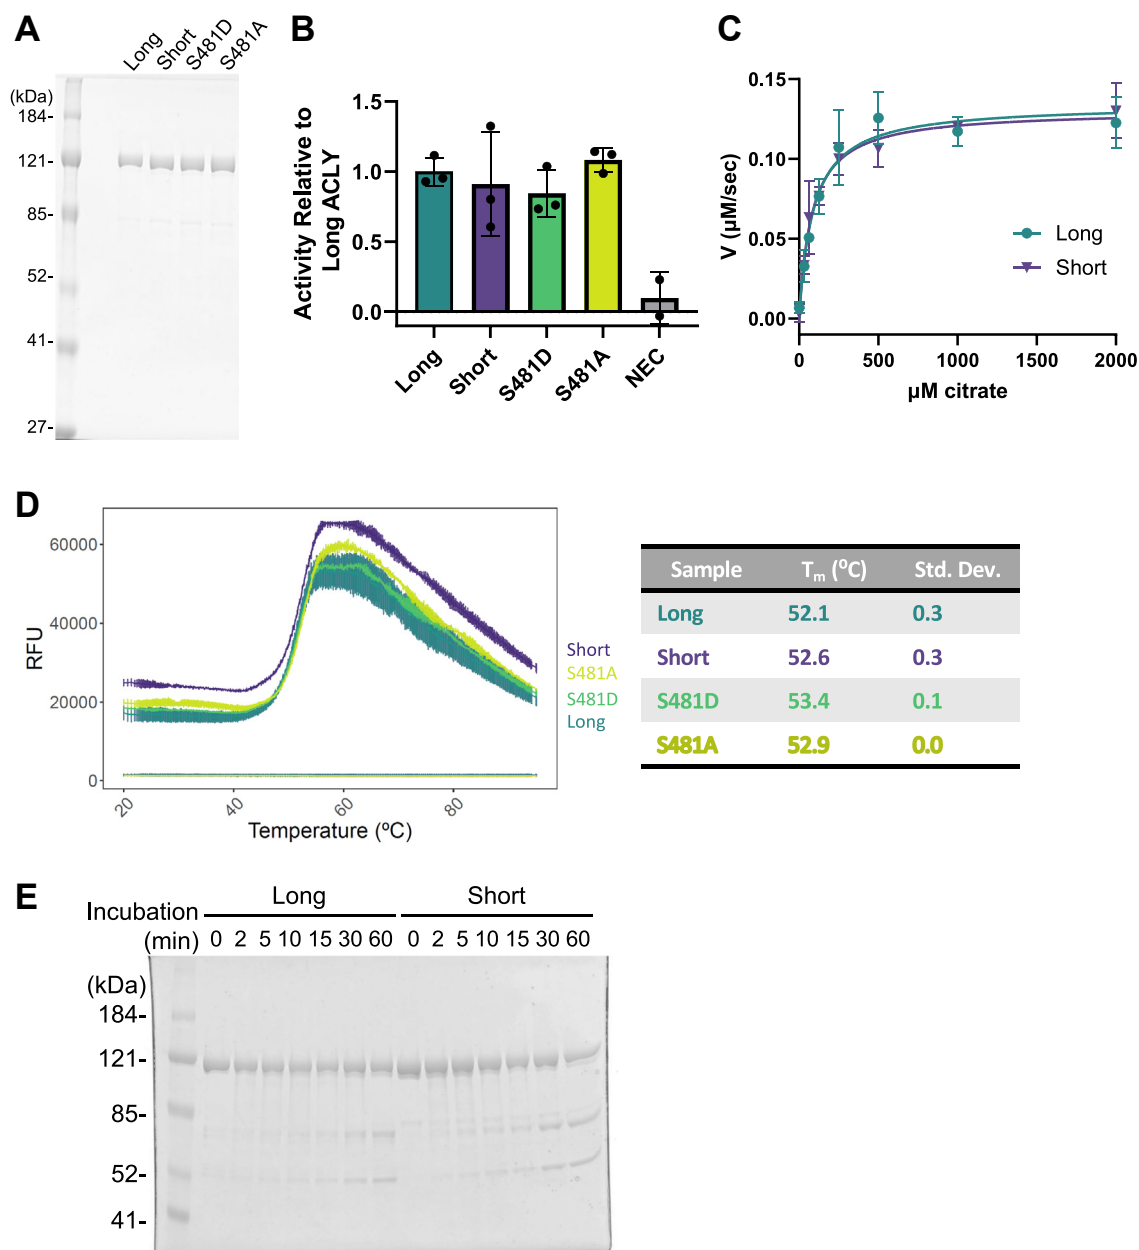 A
Long Short S481D S481A
(kDa)
184-
121-
85-
52-
41-
27-
B
Activity Relative to
Long ACLY
1.5
1.0
0.5
0.0
Long Short S481D S481A NEC
C
V (µM/sec)
0.15
0.10
0.05
0.00
Long
Short
0 500 1000 1500 2000
µM citrate
D
RFU
60000
40000
20000
0
20 40 60 80
Temperature (ºC)
Short
S481A
S481D
Long
Sample Tm (ºC) Std. Dev.
Long 52.1 0.3
Short 52.6 0.3
S481D 53.4 0.1
S481A 52.9 0.0
E
Long Short
Incubation
(min) 0 2 5 10 15 30 60 0 2 5 10 15 30 60
(kDa)
184-
121-
85-
52-
41-